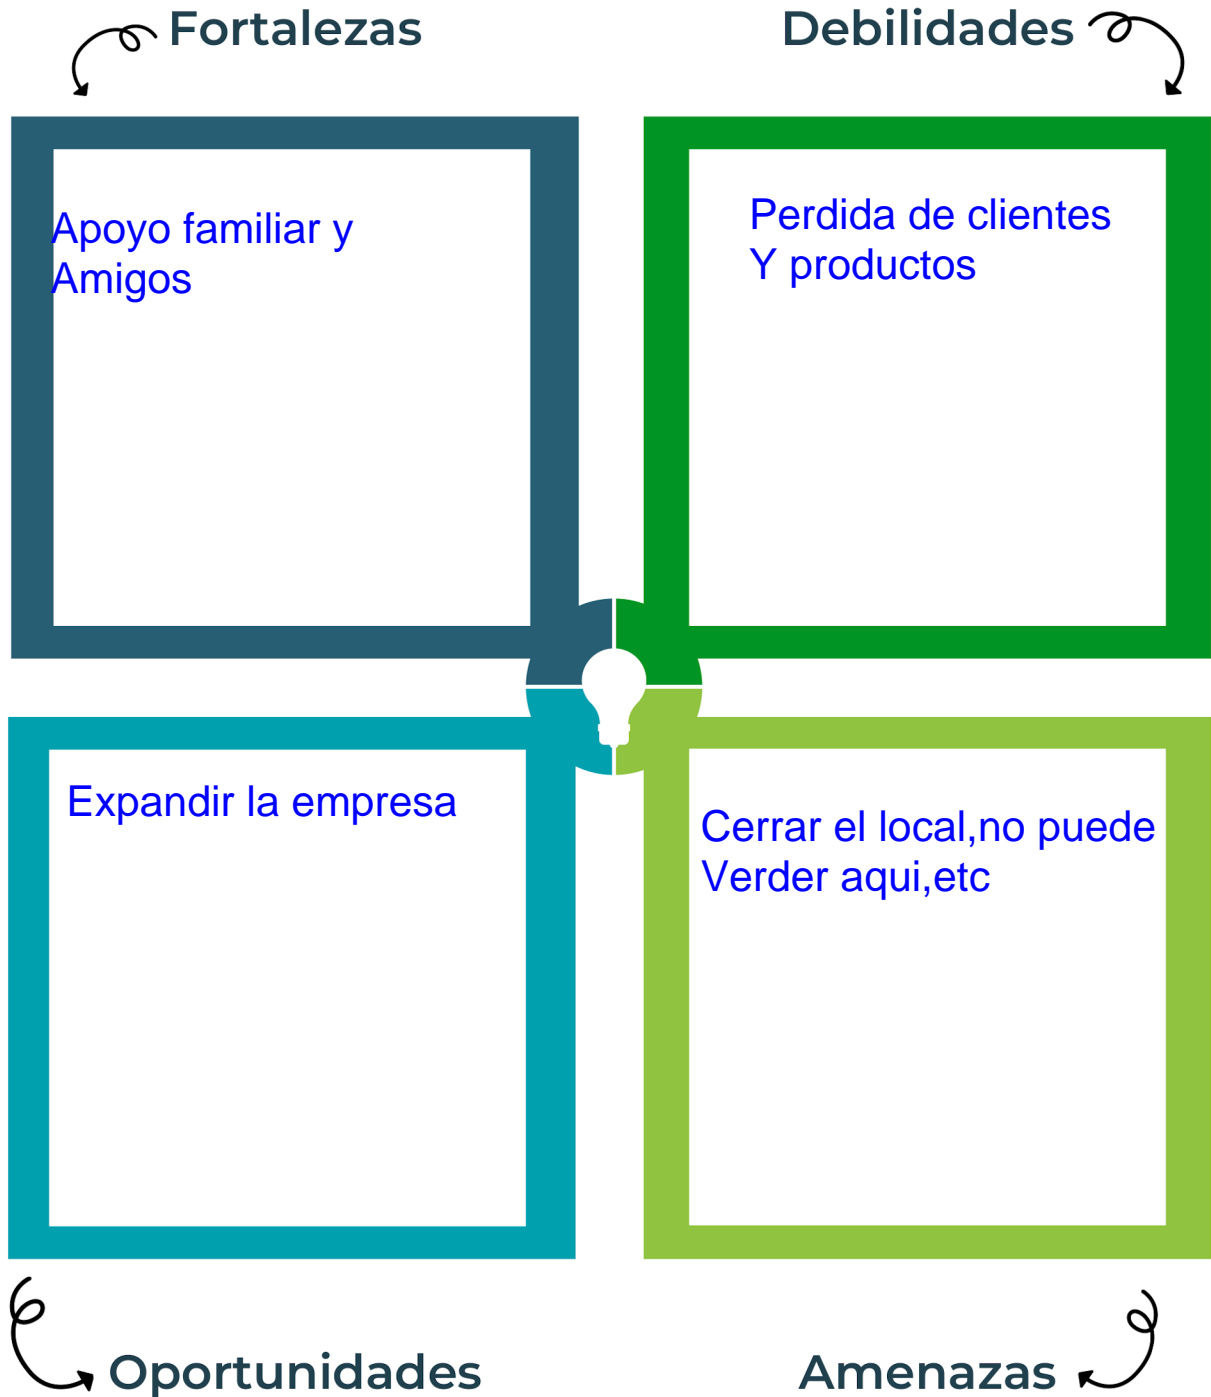 Fortalezas
Apoyo familiar y
Amigos
Debilidades
Perdida de clientes
Y productos
Expandir la empresa
Oportunidades
Cerrar el local,no puede
Verder aqui,etc
Amenazas